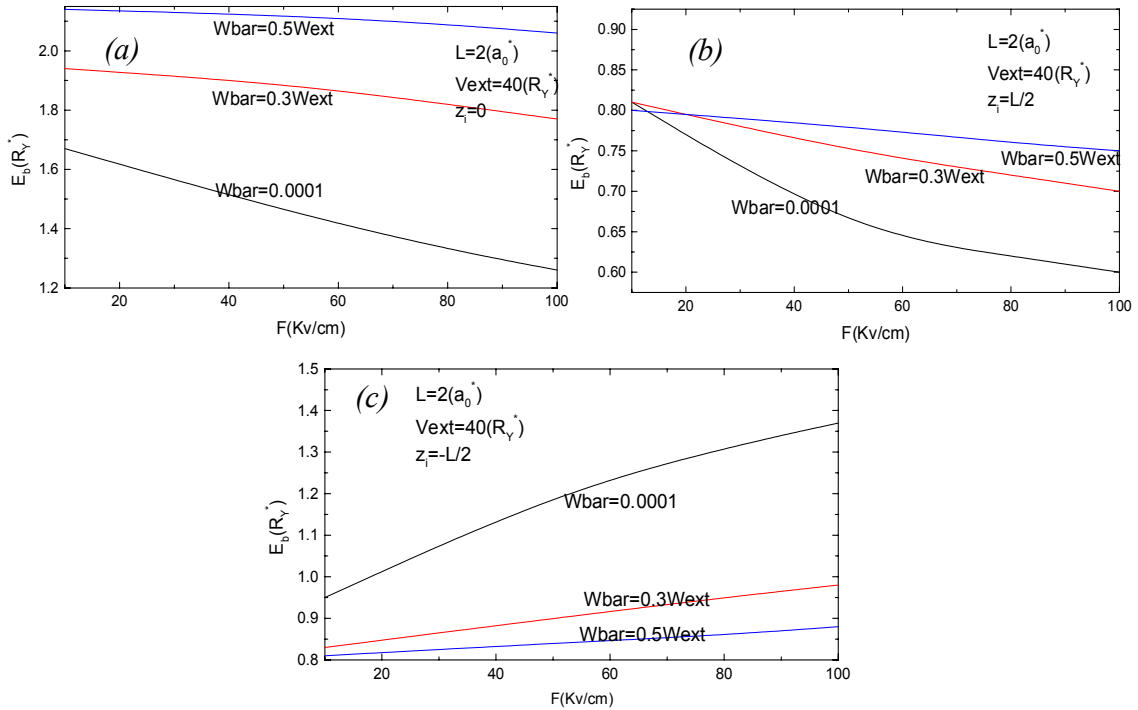 (a)
Wbar=0.5Wext
L=2(a0*)
Vext=40(RY*)
zi=0
Wbar=0.3Wext
Wbar=0.0001
Eb(RY*)
2.0
1.8
1.6
1.4
1.2
20
40
60
80
100
F(Kv/cm)
(b)
L=2(a0*)
Vext=40(RY*)
zi=L/2
Wbar=0.5Wext
Wbar=0.3Wext
Wbar=0.0001
Eb(RY*)
0.90
0.85
0.80
0.75
0.70
0.65
0.60
20
40
60
80
100
F(Kv/cm)
(c)
L=2(a0*)
Vext=40(RY*)
zi=-L/2
Wbar=0.0001
Wbar=0.3Wext
Wbar=0.5Wext
Eb(RY*)
1.5
1.4
1.3
1.2
1.1
1.0
0.9
0.8
20
40
60
80
100
F(Kv/cm)